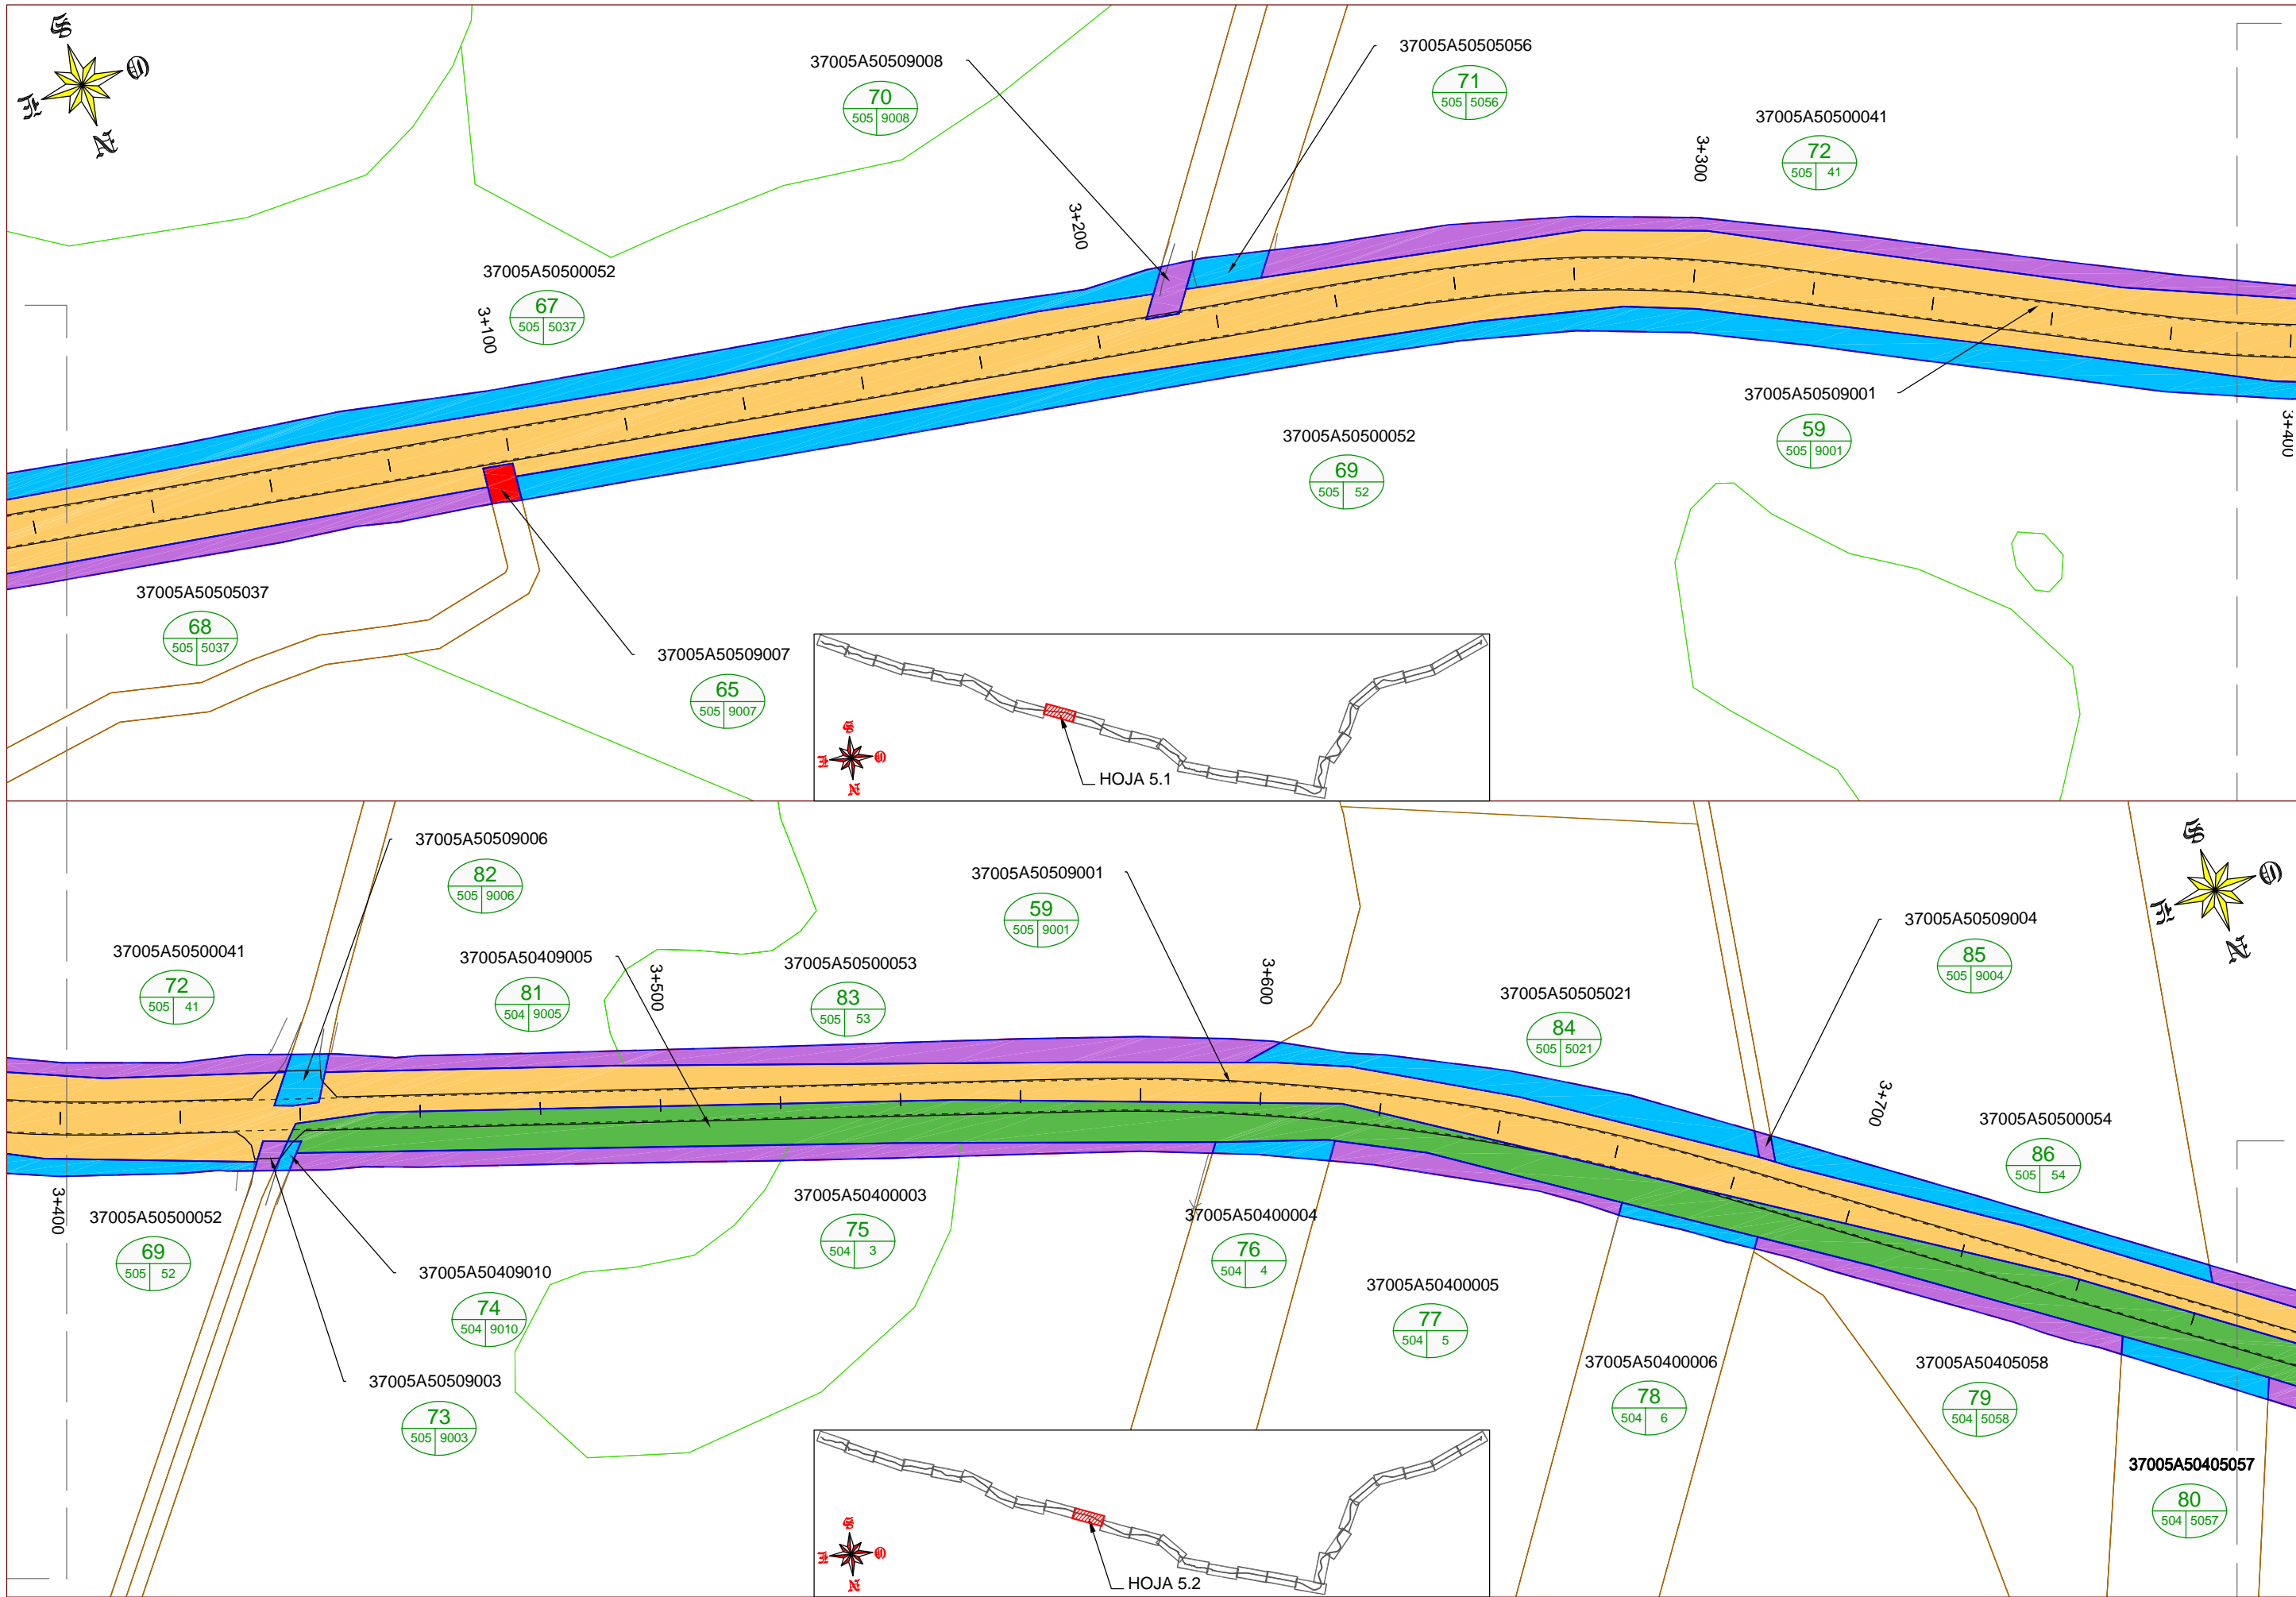 S
O
E
N
37005A50509008
70
505 9008
37005A50505056
71
505 5056
37005A50500041
72
505 41
3+300
3+200
37005A50500052
67
505 5037
3+100
37005A50509001
59
505 9001
3+400
37005A50500052
69
505 52
37005A50505037
68
505 5037
37005A50509007
65
505 9007
S
E
O
N
HOJA 5.1
37005A50509006
82
505 9006
37005A50509001
59
505 9001
S
O
E
N
37005A50509004
85
505 9004
37005A50500041
72
505 41
37005A50409005
81
504 9005
3+500
37005A50500053
83
505 53
3+600
37005A50505021
84
505 5021
3+700
37005A50500054
86
505 54
3+400
37005A50500052
69
505 52
37005A50400003
75
504 3
37005A50400004
76
504 4
37005A50409010
74
504 9010
37005A50400005
77
504 5
37005A50509003
73
505 9003
37005A50400006
78
504 6
37005A50405058
79
504 5058
37005A50405057
80
504 5057
S
E
O
N
HOJA 5.2